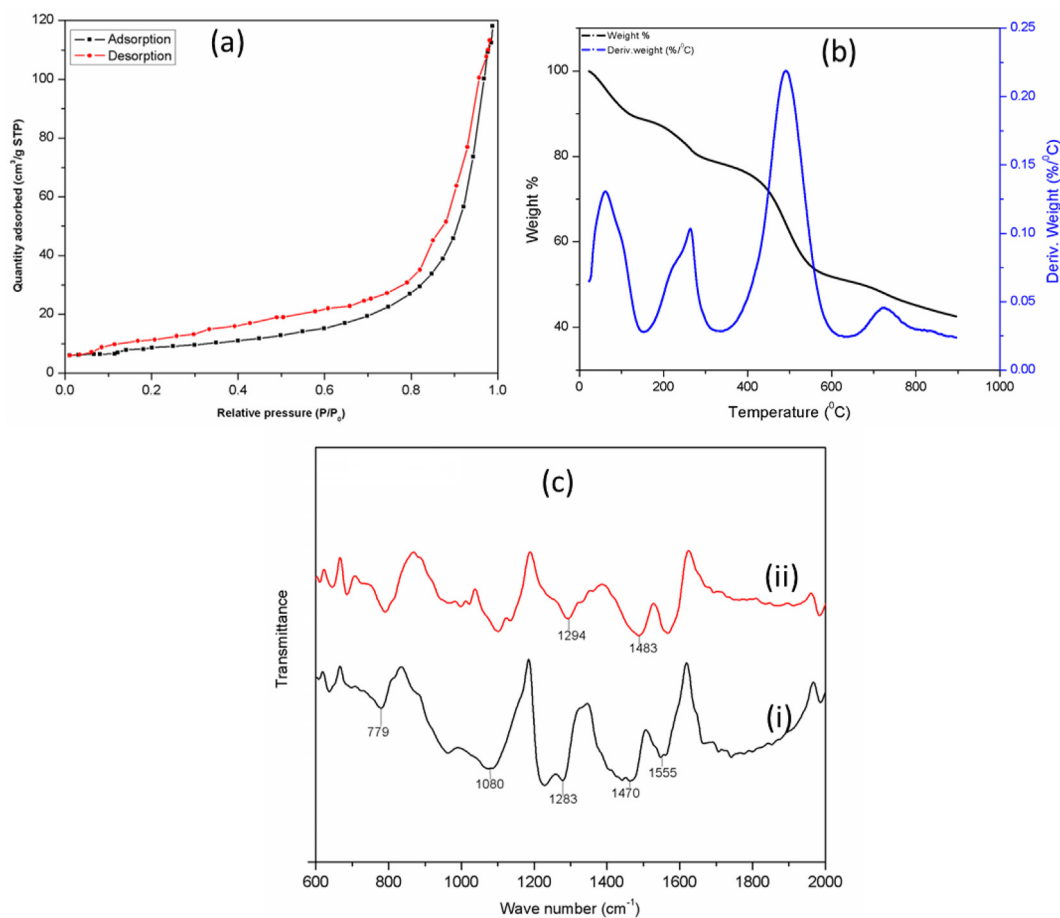 (a)
Adsorption
Desorption
Quantity adsorbed (cm³/g STP)
120
100
80
60
40
20
0
0.0
0.2
0.4
0.6
0.8
1.0
Relative pressure (P/P₀)
(b)
Weight %
Deriv.weight (%/⁰C)
Weight %
100
80
60
40
0
200
400
600
800
1000
Temperature (⁰C)
0.25
0.20
0.15
0.10
0.05
0.00
Deriv. Weight (%/⁰C)
(c)
Transmittance
(ii)
1294
1483
(i)
779
1080
1283
1470
1555
600
800
1000
1200
1400
1600
1800
2000
Wave number (cm⁻¹)